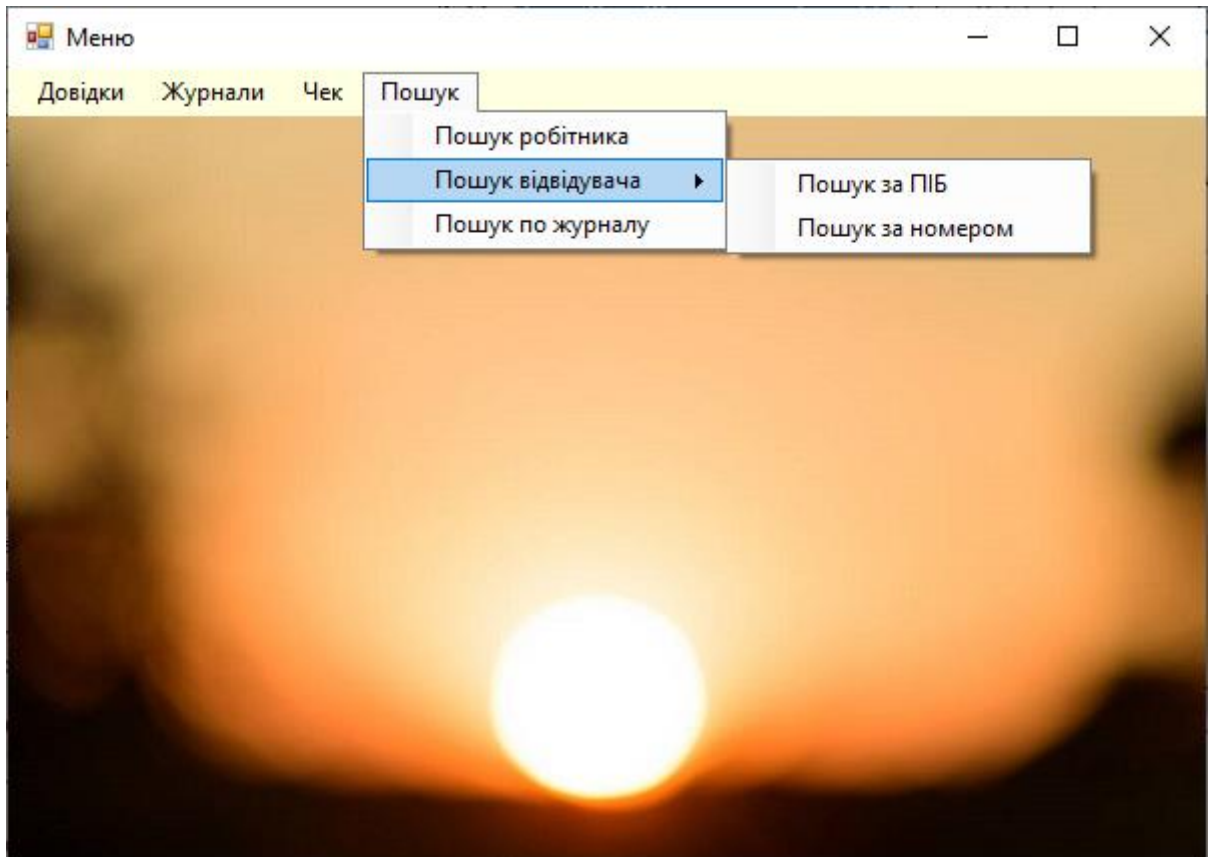 Меню
Довідки Журнали Чек Пошук
Пошук робітника
Пошук відвідувача
Пошук по журналу
Пошук за ПІБ
Пошук за номером